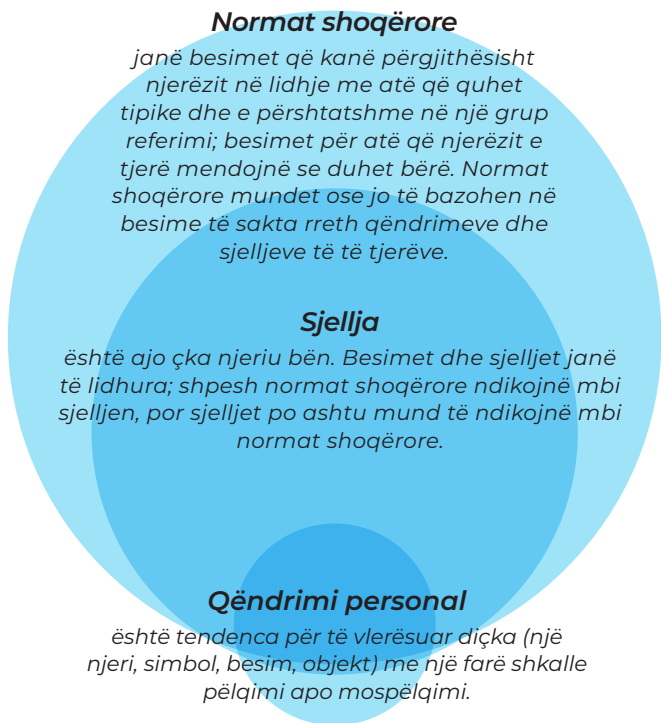 Normat shoqërore
janë besimet që kanë përgjithësisht
njerëzit në lidhje me atë që quhet
tipike dhe e përshtatshme në një grup
referimi; besimet për atë që njerëzit e
tjerë mendojnë se duhet bërë. Normat
shoqërore mundet ose jo të bazohen në
besime të sakta rreth qëndrimeve dhe
sjelljeve të të tjerëve.
Sjellja
është ajo çka njeriu bën. Besimet dhe sjelljet janë
të lidhura; shpesh normat shoqërore ndikojnë mbi
sjelljen, por sjelljet po ashtu mund të ndikojnë mbi
normat shoqërore.
Qëndrimi personal
është tendenca për të vlerësuar diçka (një
njeri, simbol, besim, objekt) me një farë shkalle
pëlqimi apo mospëlqimi.